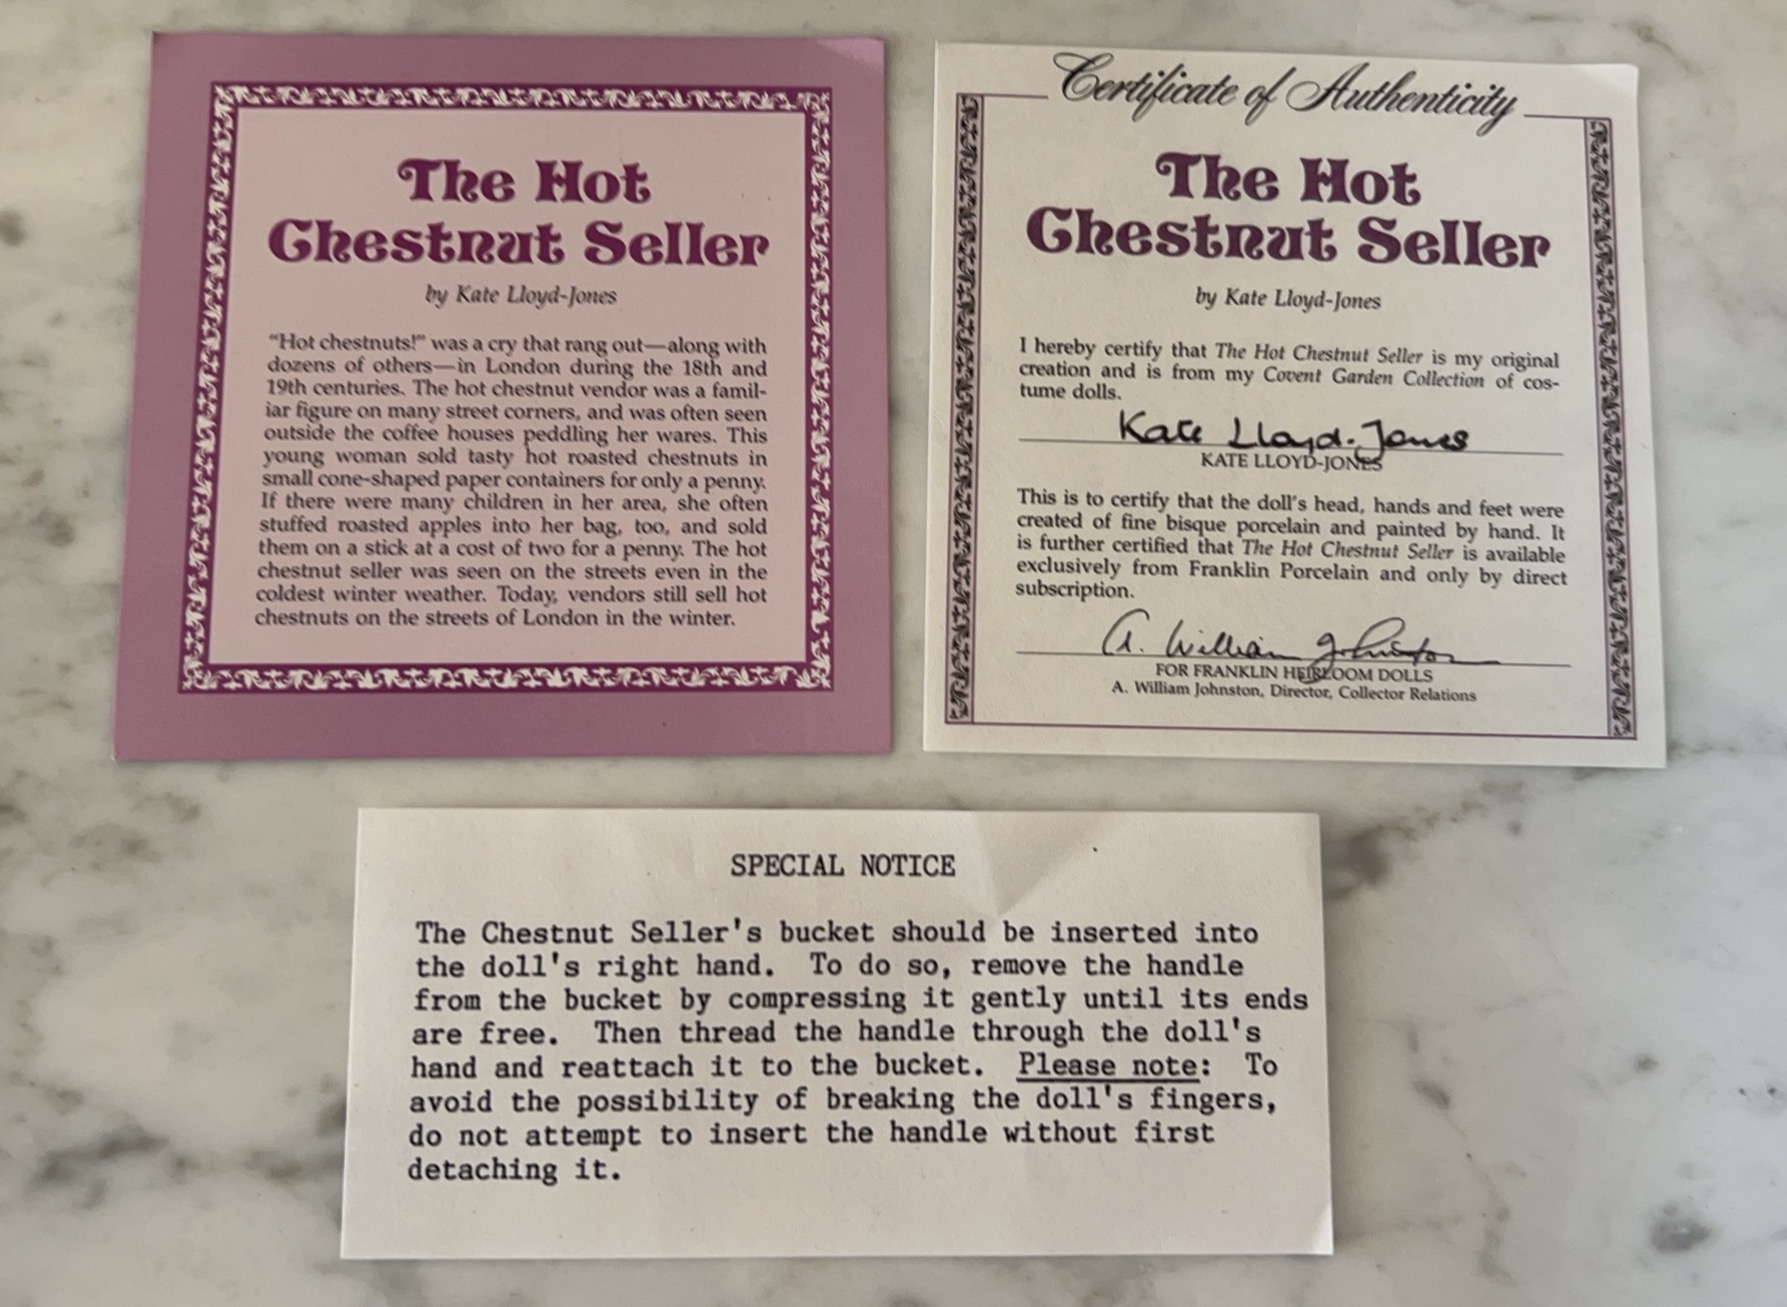 The Hot
Chestnut Seller
by Kate Lloyd-Jones
"Hot chestnuts!" was a cry that rang out—along with
dozens of others—in London during the 18th and
19th centuries. The hot chestnut vendor was a famil-
iar figure on many street corners, and was often seen
outside the coffee houses peddling her wares. This
young woman sold tasty hot roasted chestnuts in
small cone-shaped paper containers for only a penny.
If there were many children in her area, she often
stuffed roasted apples into her bag, too, and sold
them on a stick at a cost of two for a penny. The hot
chestnut seller was seen on the streets even in the
coldest winter weather. Today, vendors still sell hot
chestnuts on the streets of London in the winter.
Certificate of Authenticity
The Hot
Chestnut Seller
by Kate Lloyd-Jones
I hereby certify that The Hot Chestnut Seller is my original
creation and is from my Covent Garden Collection of cos-
tume dolls.
Kate Lloyd-Jones
KATE LLOYD-JONES
This is to certify that the doll's head, hands and feet were
created of fine bisque porcelain and painted by hand. It
is further certified that The Hot Chestnut Seller is available
exclusively from Franklin Porcelain and only by direct
subscription.
A. William Johnston
FOR FRANKLIN HEIRLOOM DOLLS
A. William Johnston, Director, Collector Relations
SPECIAL NOTICE
The Chestnut Seller's bucket should be inserted into
the doll's right hand. To do so, remove the handle
from the bucket by compressing it gently until its ends
are free. Then thread the handle through the doll's
hand and reattach it to the bucket. Please note: To
avoid the possibility of breaking the doll's fingers,
do not attempt to insert the handle without first
detaching it.